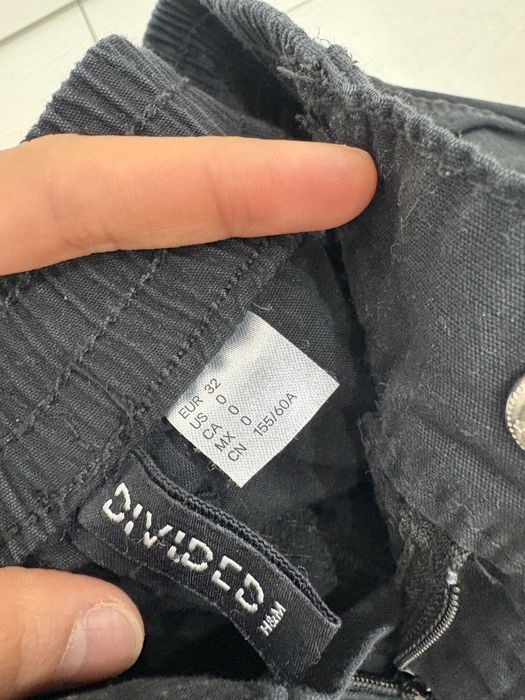 EUR 32
US 0
CA 0
MX 0
CN 155/60A
DIVIDED
H&M